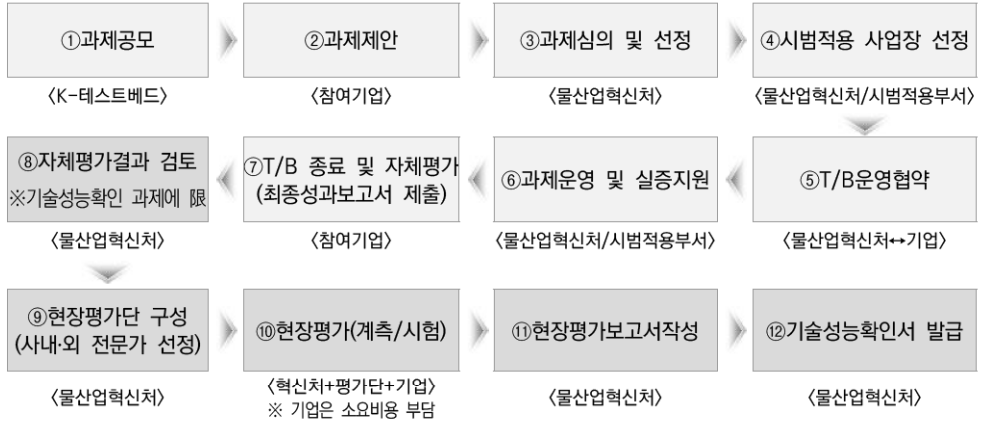 ①과제공모
〈K-테스트베드〉
②과제제안
〈참여기업〉
③과제심의 및 선정
〈물산업혁신처〉
④시범적용 사업장 선정
〈물산업혁신처/시범적용부서〉
⑤T/B운영협약
〈물산업혁신처↔기업〉
⑥과제운영 및 실증지원
〈물산업혁신처/시범적용부서〉
⑦T/B 종료 및 자체평가
(최종성과보고서 제출)
〈참여기업〉
⑧자체평가결과 검토
※기술성능확인 과제에 限
〈물산업혁신처〉
⑨현장평가단 구성
(사내·외 전문가 선정)
〈물산업혁신처〉
⑩현장평가(계측/시험)
〈혁신처+평가단+기업〉
※ 기업은 소요비용 부담
⑪현장평가보고서작성
〈물산업혁신처〉
⑫기술성능확인서 발급
〈물산업혁신처〉